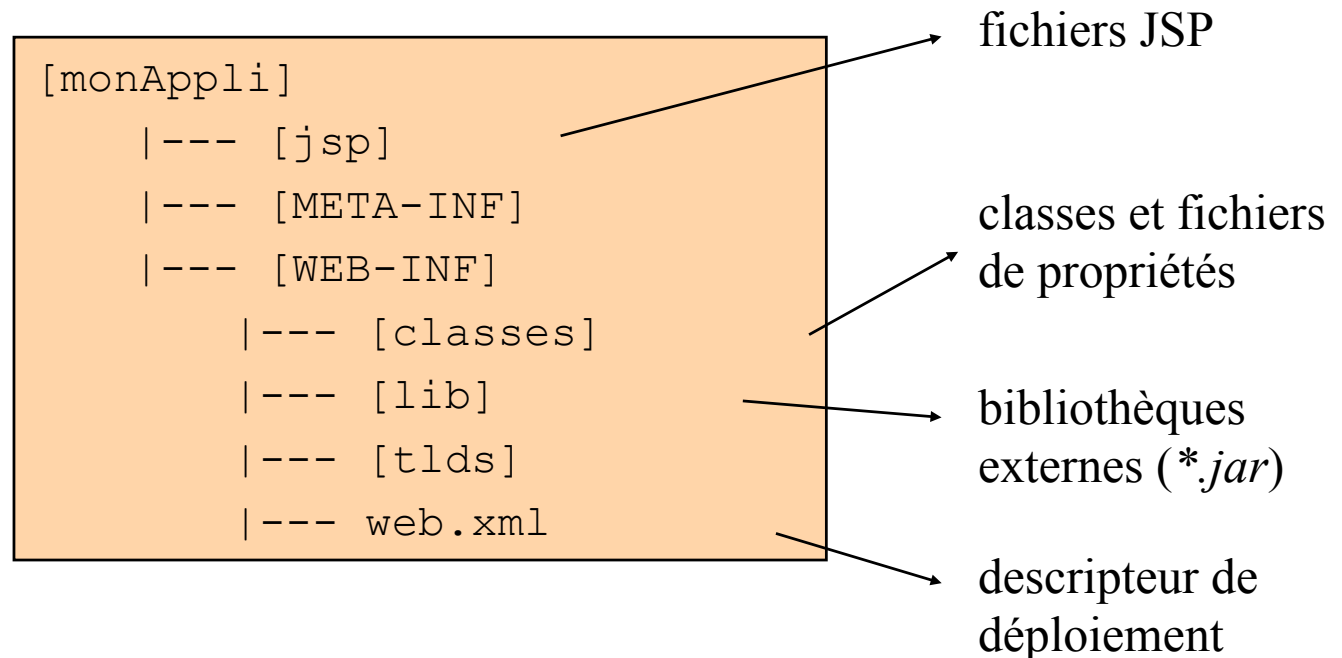 [monAppli]
|--- [jsp]
|--- [META-INF]
|--- [WEB-INF]
|--- [classes]
|--- [lib]
|--- [tlds]
|--- web.xml
fichiers JSP
classes et fichiers
de propriétés
bibliothèques
externes (*.jar)
descripteur de
déploiement